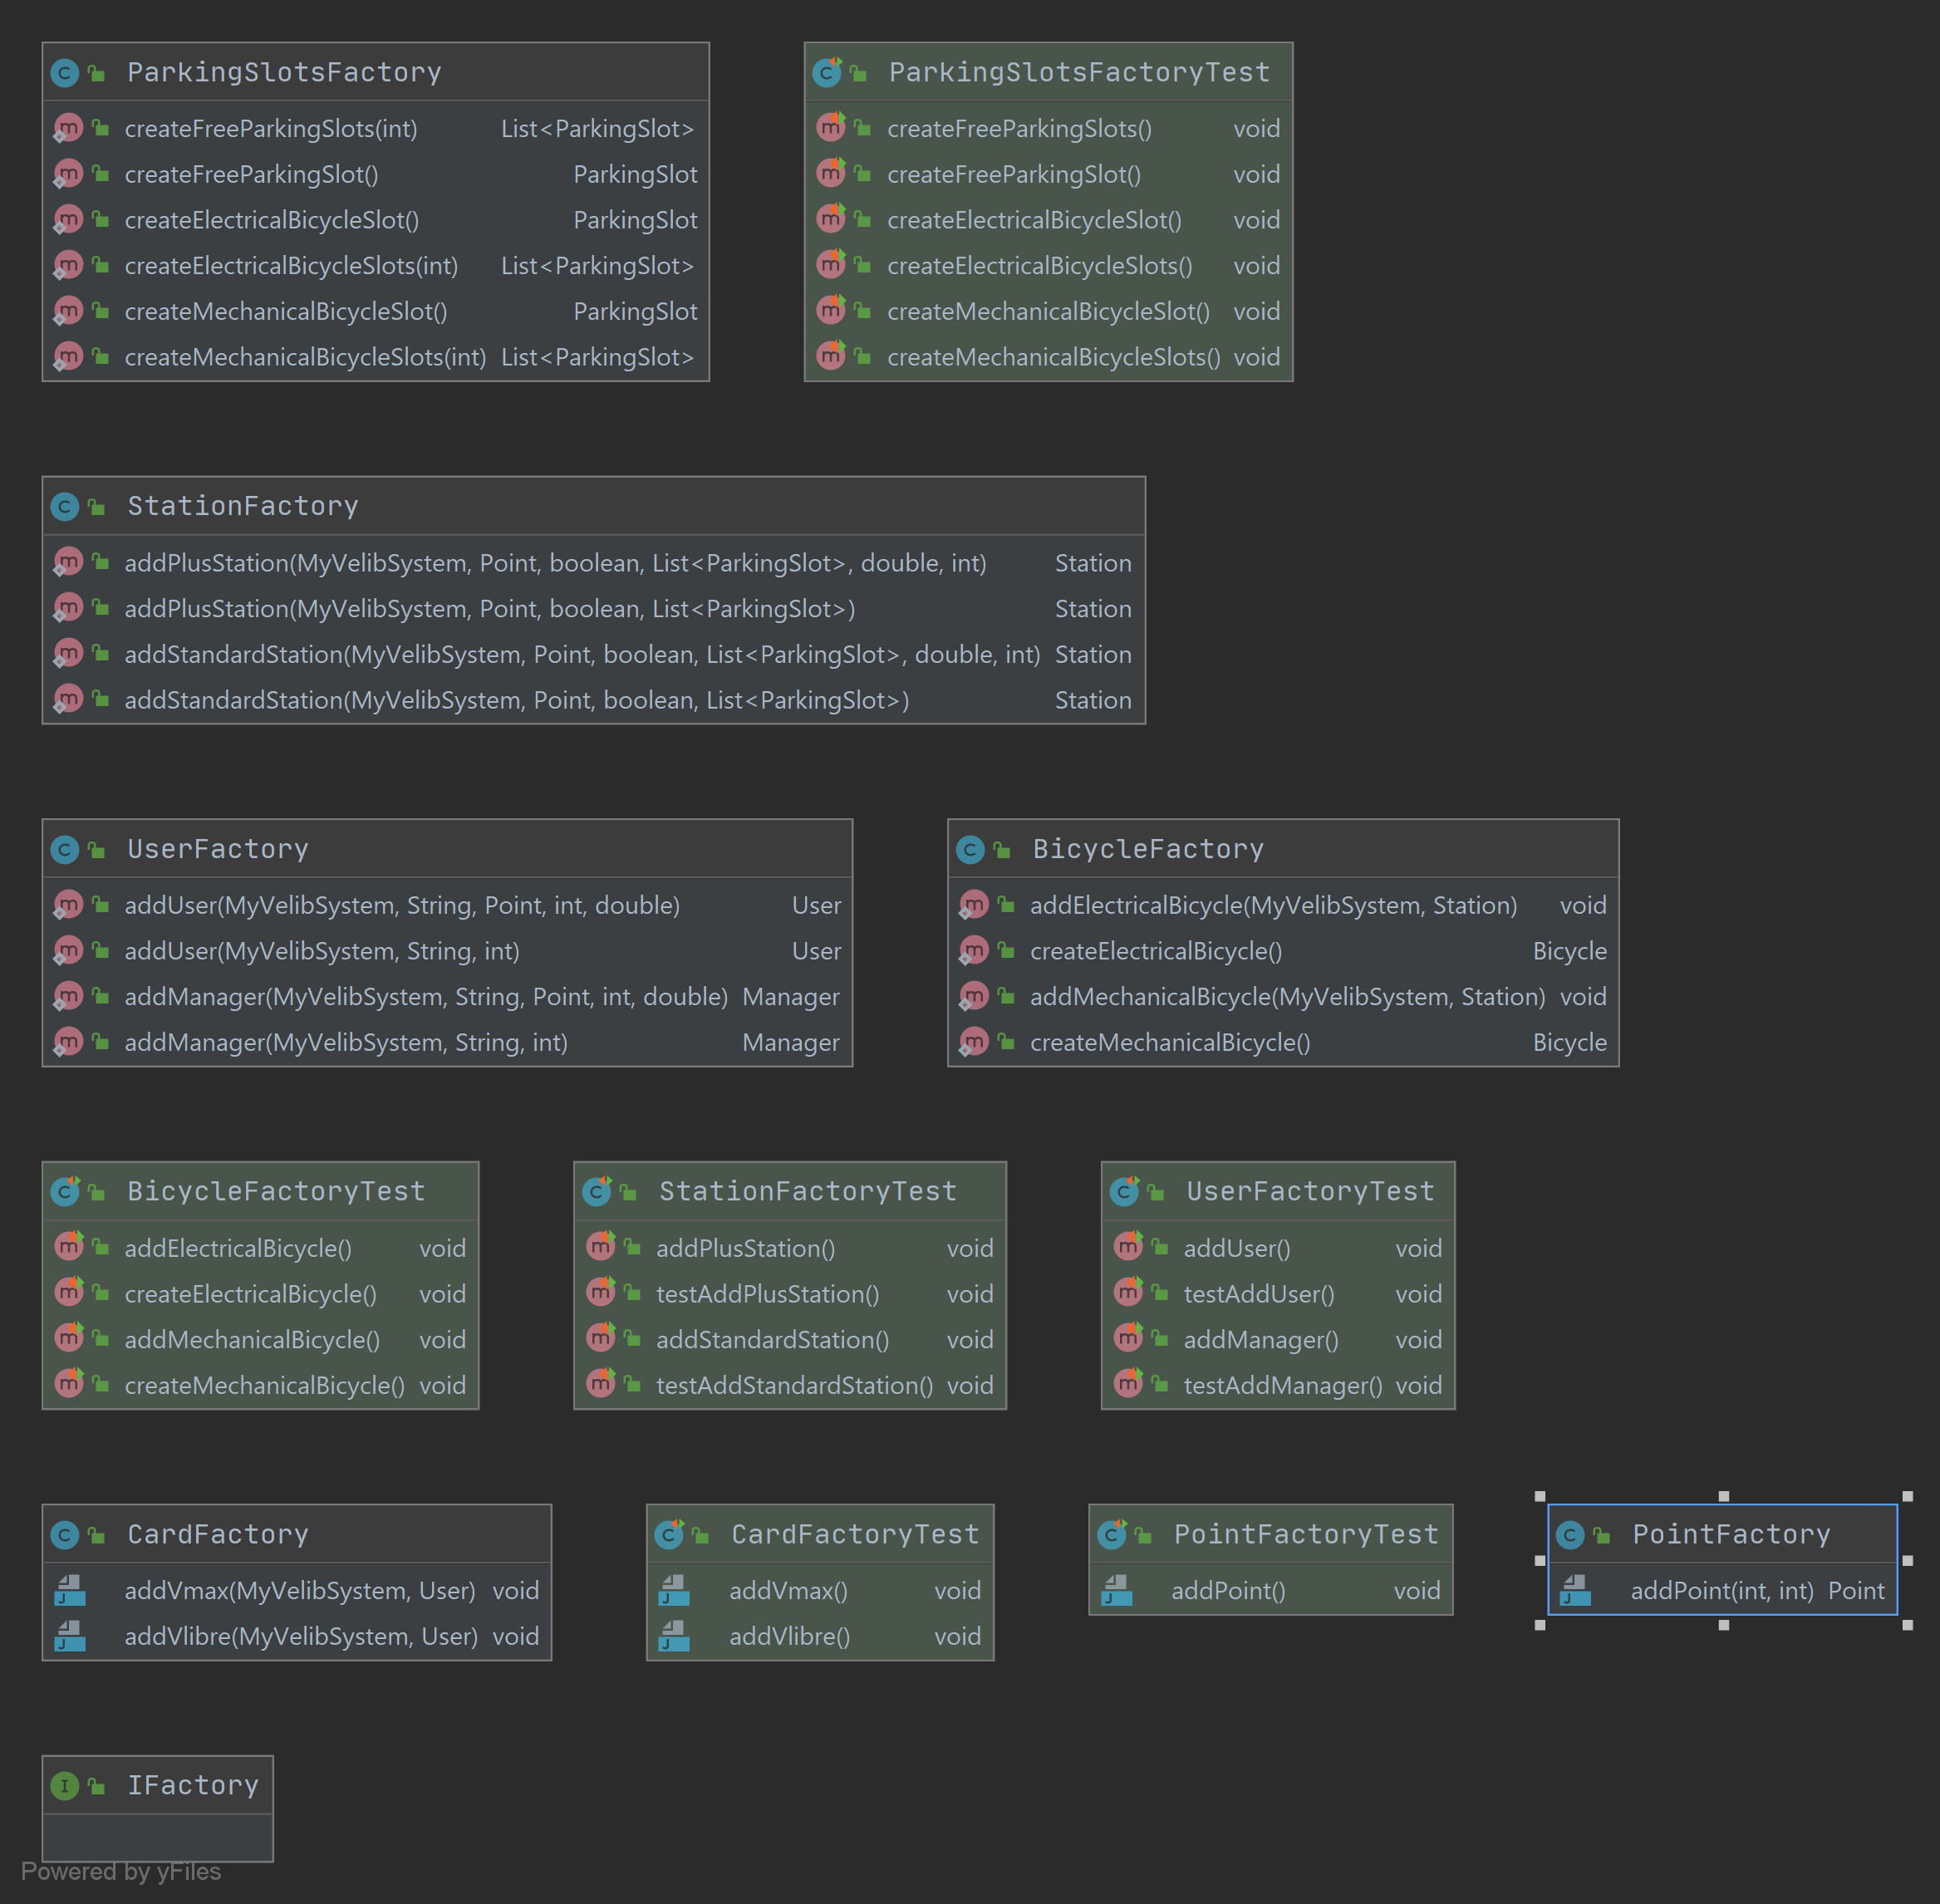 ParkingSlotsFactory
createFreeParkingSlots(int) List<ParkingSlot>
createFreeParkingSlot() ParkingSlot
createElectricalBicycleSlot() ParkingSlot
createElectricalBicycleSlots(int) List<ParkingSlot>
createMechanicalBicycleSlot() ParkingSlot
createMechanicalBicycleSlots(int) List<ParkingSlot>
ParkingSlotsFactoryTest
createFreeParkingSlots() void
createFreeParkingSlot() void
createElectricalBicycleSlot() void
createElectricalBicycleSlots() void
createMechanicalBicycleSlot() void
createMechanicalBicycleSlots() void
StationFactory
addPlusStation(MyVelibSystem, Point, boolean, List<ParkingSlot>, double, int) Station
addPlusStation(MyVelibSystem, Point, boolean, List<ParkingSlot>) Station
addStandardStation(MyVelibSystem, Point, boolean, List<ParkingSlot>, double, int) Station
addStandardStation(MyVelibSystem, Point, boolean, List<ParkingSlot>) Station
UserFactory
addUser(MyVelibSystem, String, Point, int, double) User
addUser(MyVelibSystem, String, int) User
addManager(MyVelibSystem, String, Point, int, double) Manager
addManager(MyVelibSystem, String, int) Manager
BicycleFactory
addElectricalBicycle(MyVelibSystem, Station) void
createElectricalBicycle() Bicycle
addMechanicalBicycle(MyVelibSystem, Station) void
createMechanicalBicycle() Bicycle
BicycleFactoryTest
addElectricalBicycle() void
createElectricalBicycle() void
addMechanicalBicycle() void
createMechanicalBicycle() void
StationFactoryTest
addPlusStation() void
testAddPlusStation() void
addStandardStation() void
testAddStandardStation() void
UserFactoryTest
addUser() void
testAddUser() void
addManager() void
testAddManager() void
CardFactory
addVmax(MyVelibSystem, User) void
addVlibre(MyVelibSystem, User) void
CardFactoryTest
addVmax() void
addVlibre() void
PointFactoryTest
addPoint() void
PointFactory
addPoint(int, int) Point
IFactory
Powered by yFiles